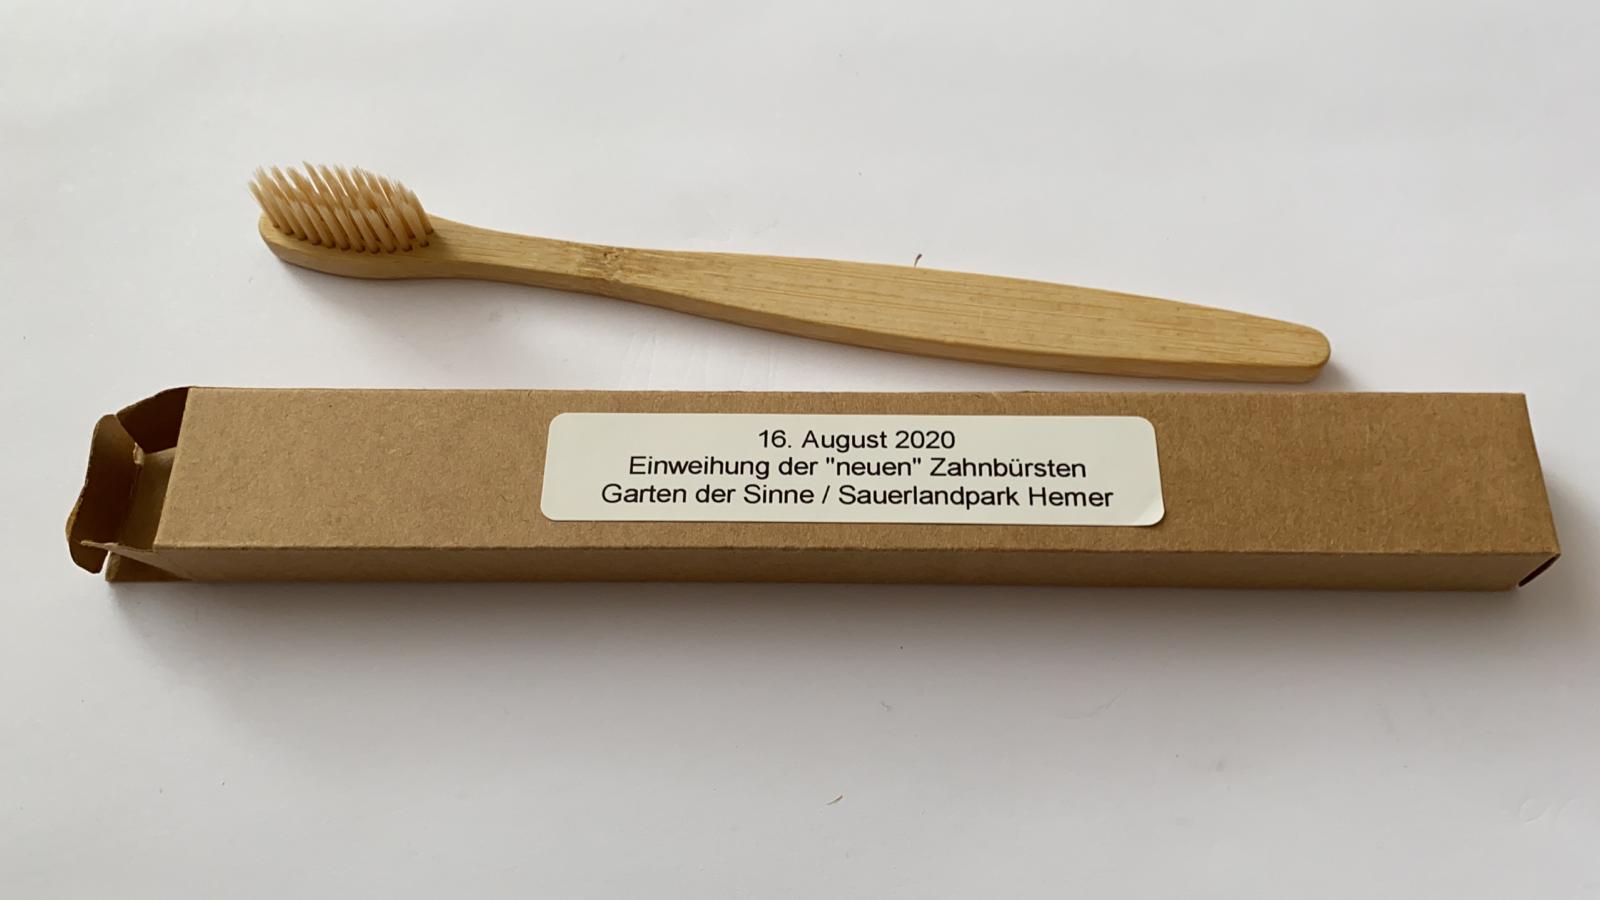 16. August 2020
Einweihung der "neuen" Zahnbürsten
Garten der Sinne / Sauerlandpark Hemer